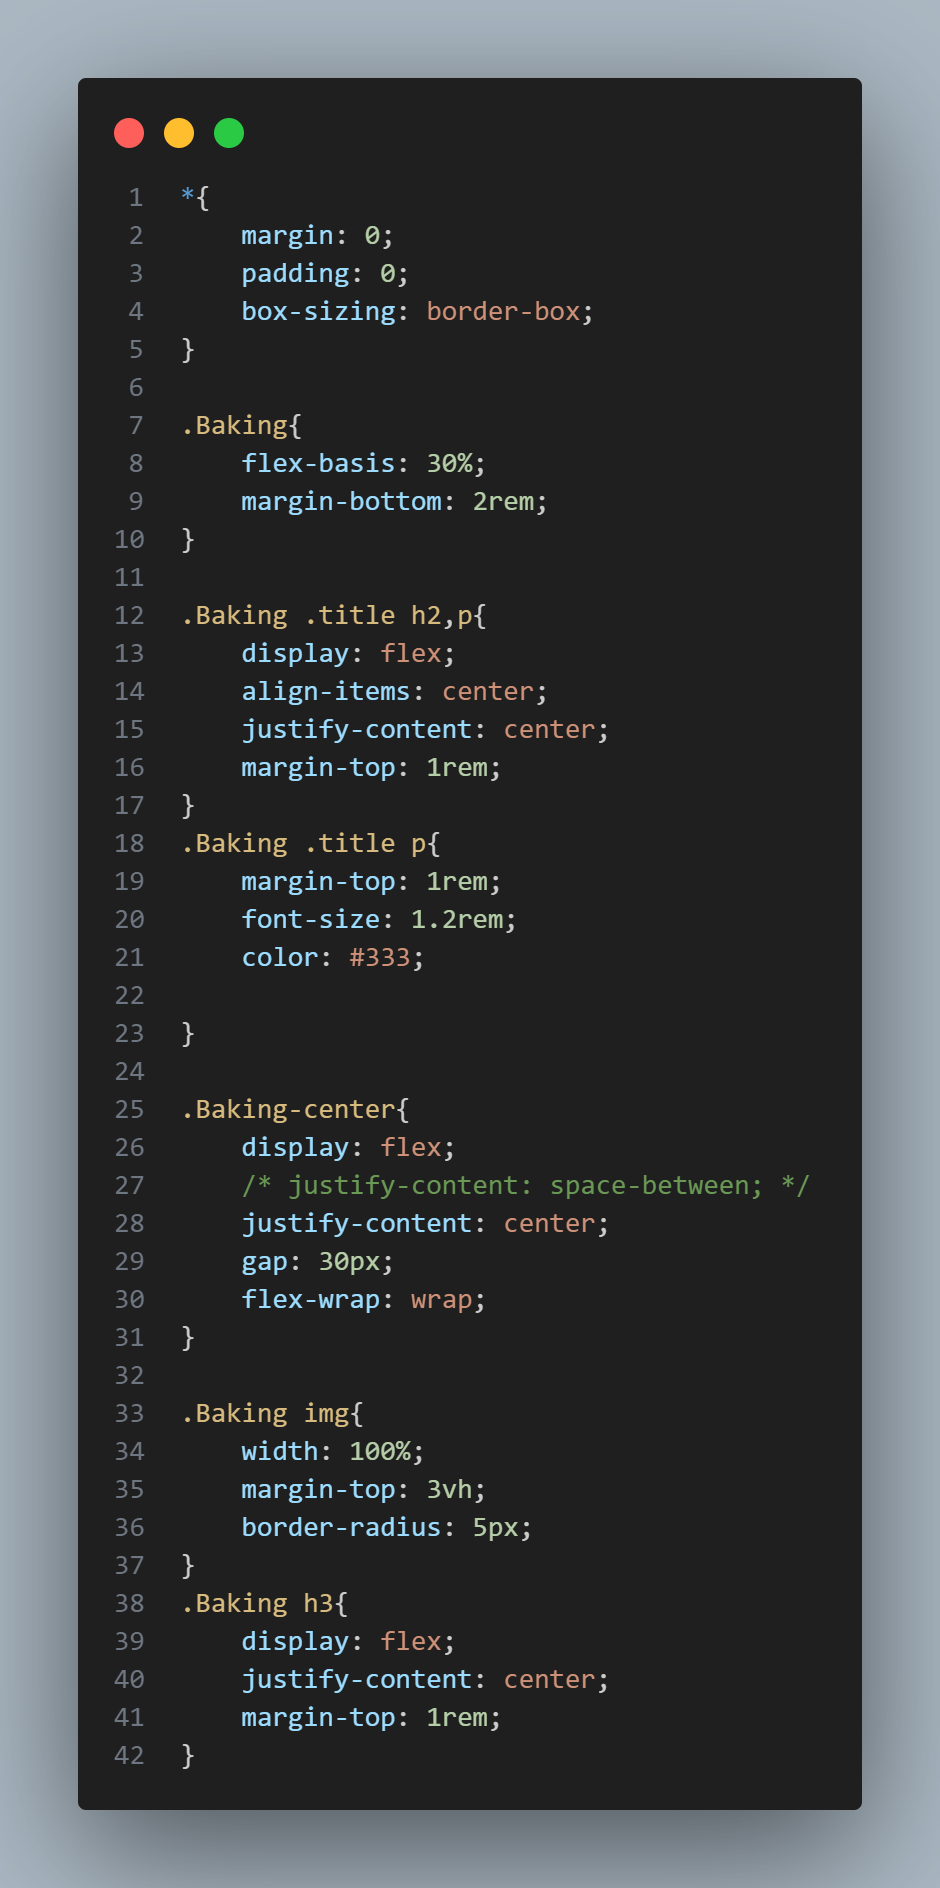 1 *{
2     margin: 0;
3     padding: 0;
4     box-sizing: border-box;
5 }
6
7 .Baking{
8     flex-basis: 30%;
9     margin-bottom: 2rem;
10 }
11
12 .Baking .title h2,p{
13     display: flex;
14     align-items: center;
15     justify-content: center;
16     margin-top: 1rem;
17 }
18 .Baking .title p{
19     margin-top: 1rem;
20     font-size: 1.2rem;
21     color: #333;
22
23 }
24
25 .Baking-center{
26     display: flex;
27     /* justify-content: space-between; */
28     justify-content: center;
29     gap: 30px;
30     flex-wrap: wrap;
31 }
32
33 .Baking img{
34     width: 100%;
35     margin-top: 3vh;
36     border-radius: 5px;
37 }
38 .Baking h3{
39     display: flex;
40     justify-content: center;
41     margin-top: 1rem;
42 }